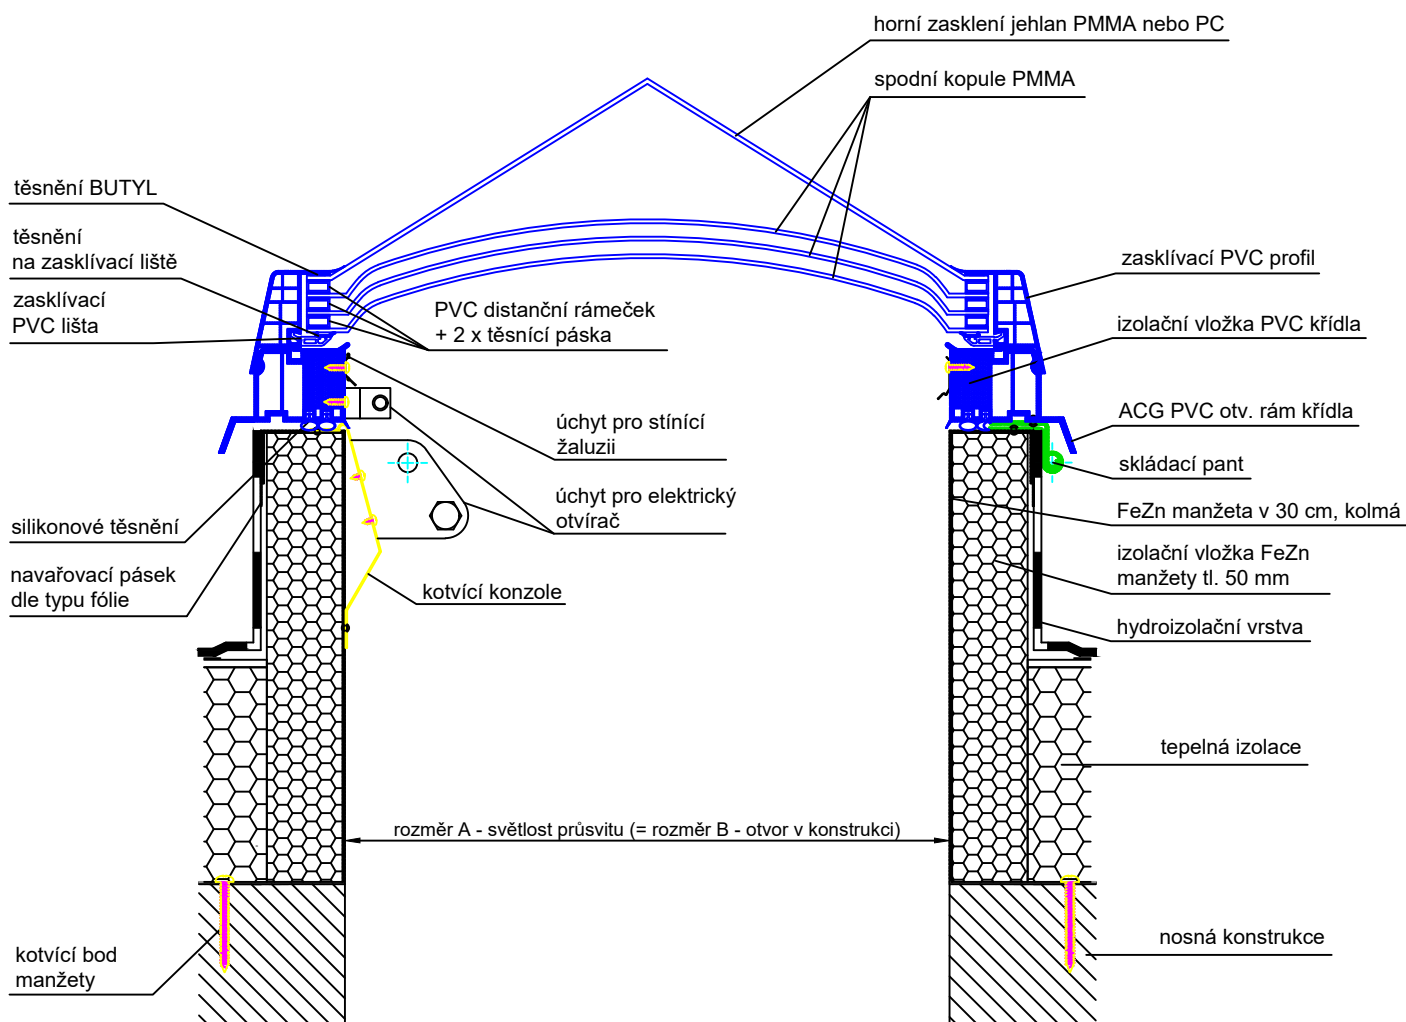 horní zasklení jehlan PMMA nebo PC
spodní kopule PMMA
těsnění BUTYL
těsnění
na zasklívací liště
zasklívací
PVC lišta
PVC distanční rámeček
+ 2 x těsnící páska
zasklívací PVC profil
izolační vložka PVC křídla
úchyt pro stínící
žaluzii
ACG PVC otv. rám křídla
skládací pant
úchyt pro elektrický
otvírač
silikonové těsnění
FeZn manžeta v 30 cm, kolmá
navařovací pásek
dle typu fólie
kotvící konzole
izolační vložka FeZn
manžety tl. 50 mm
hydroizolační vrstva
tepelná izolace
rozměr A - světlost průsvitu (= rozměr B - otvor v konstrukci)
kotvící bod
manžety
nosná konstrukce